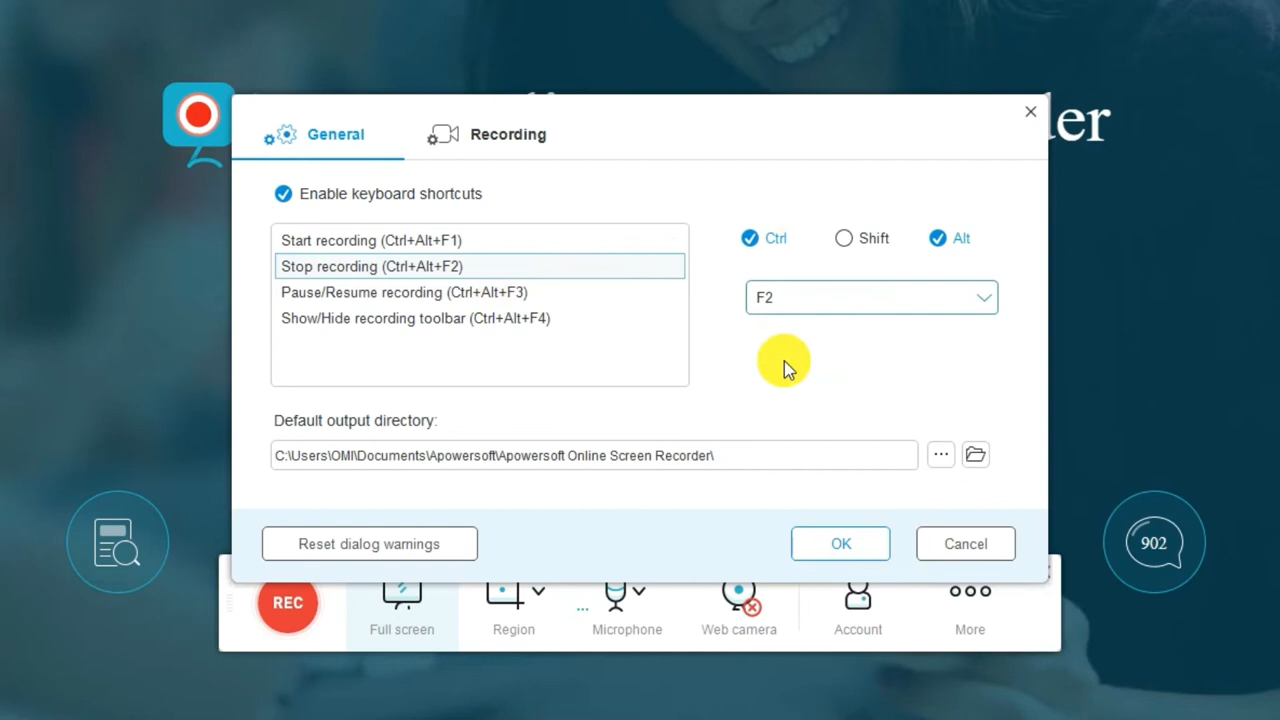 der
General
Recording
Enable keyboard shortcuts
Start recording (Ctrl+Alt+F1)
Stop recording (Ctrl+Alt+F2)
Pause/Resume recording (Ctrl+Alt+F3)
Show/Hide recording toolbar (Ctrl+Alt+F4)
Ctrl
Shift
Alt
F2
Default output directory:
C:\Users\OMI\Documents\Apowersoft\Apowersoft Online Screen Recorder\
...
Reset dialog warnings
OK
Cancel
902
REC
Full screen
Region
...
Microphone
Web camera
Account
More